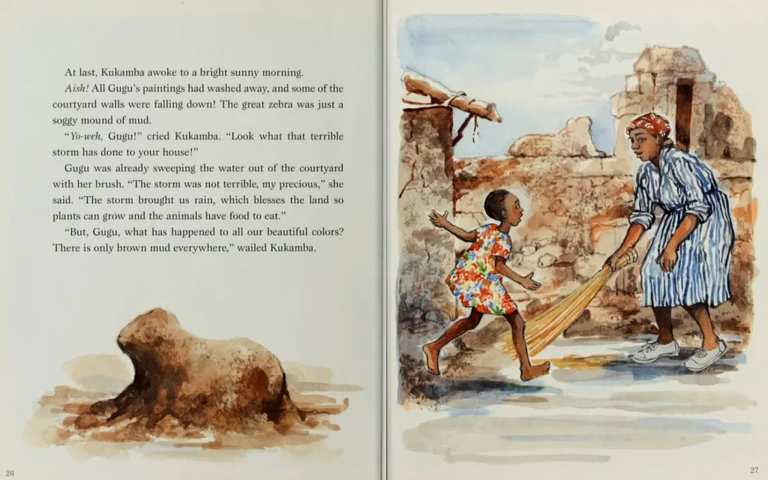 At last, Kukamba awoke to a bright sunny morning.
Aish! All Gugu's paintings had washed away, and some of the
courtyard walls were falling down! The great zebra was just a
soggy mound of mud.
"Yo-weh, Gugu!" cried Kukamba. "Look what that terrible
storm has done to your house!"
Gugu was already sweeping the water out of the courtyard
with her brush. "The storm was not terrible, my precious," she
said. "The storm brought us rain, which blesses the land so
plants can grow and the animals have food to eat."
"But, Gugu, what has happened to all our beautiful colors?
There is only brown mud everywhere," wailed Kukamba.
26
27